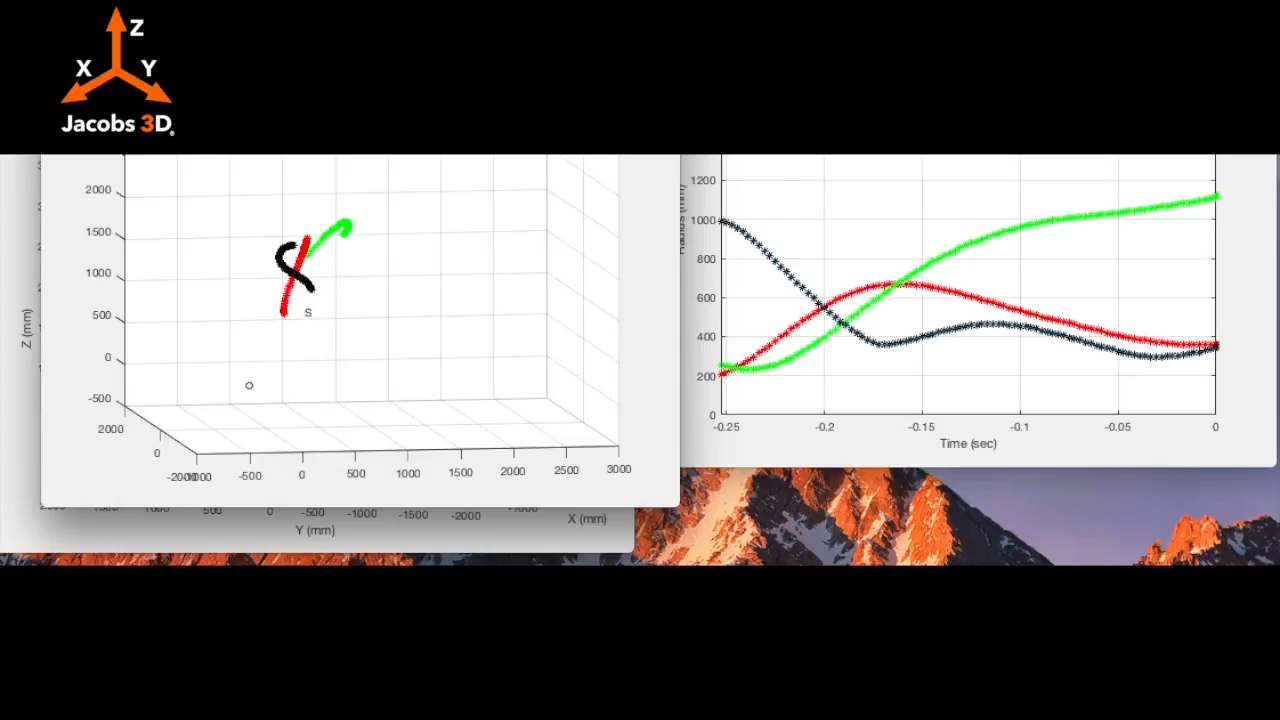 Z
X Y
Jacobs 3D
2000
1500
1000
500
0
-500
Z (mm)
2000
0
-2000
-1000 -500 0 500 1000 1500 2000 2500 3000
500 0 -500 -1000 -1500 -2000
Y (mm)
X (mm)
1200
1000
800
600
400
200
0
Radius (mm)
-0.25 -0.2 -0.15 -0.1 -0.05 0
Time (sec)
S
O